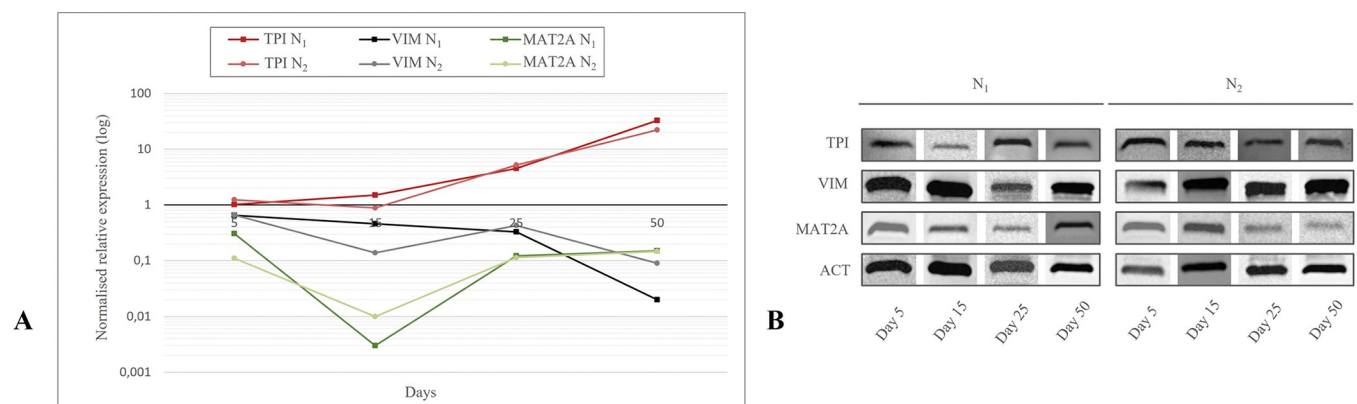 TPI N₁ VIM N₁ MAT2A N₁
TPI N₂ VIM N₂ MAT2A N₂
Normalised relative expression (log)
100
10
1
0,1
0,01
0,001
5 15 25 50
Days
A
N₁ N₂
TPI
VIM
MAT2A
ACT
Day 5 Day 15 Day 25 Day 50 Day 5 Day 15 Day 25 Day 50
B